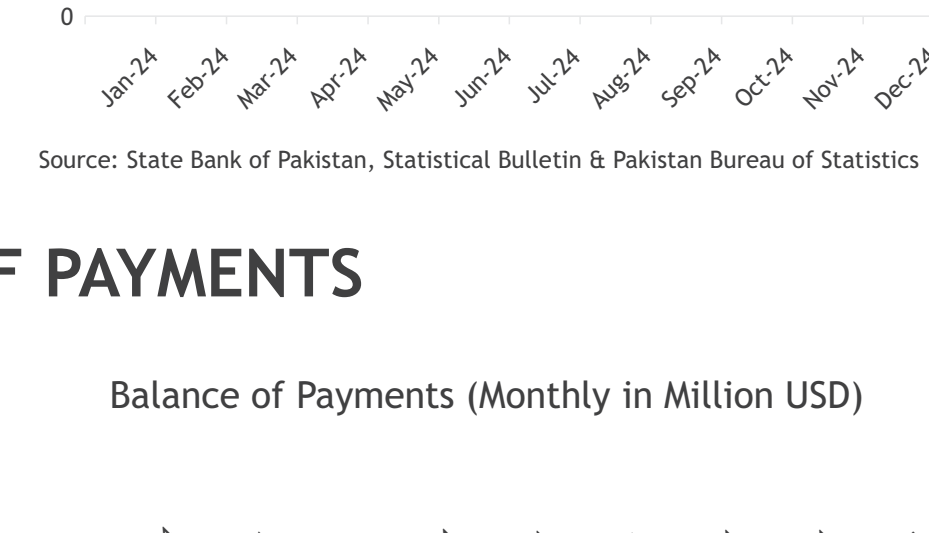 0
Jan-24 Feb-24 Mar-24 Apr-24 May-24 Jun-24 Jul-24 Aug-24 Sep-24 Oct-24 Nov-24 Dec-24
Source: State Bank of Pakistan, Statistical Bulletin & Pakistan Bureau of Statistics
F PAYMENTS
Balance of Payments (Monthly in Million USD)